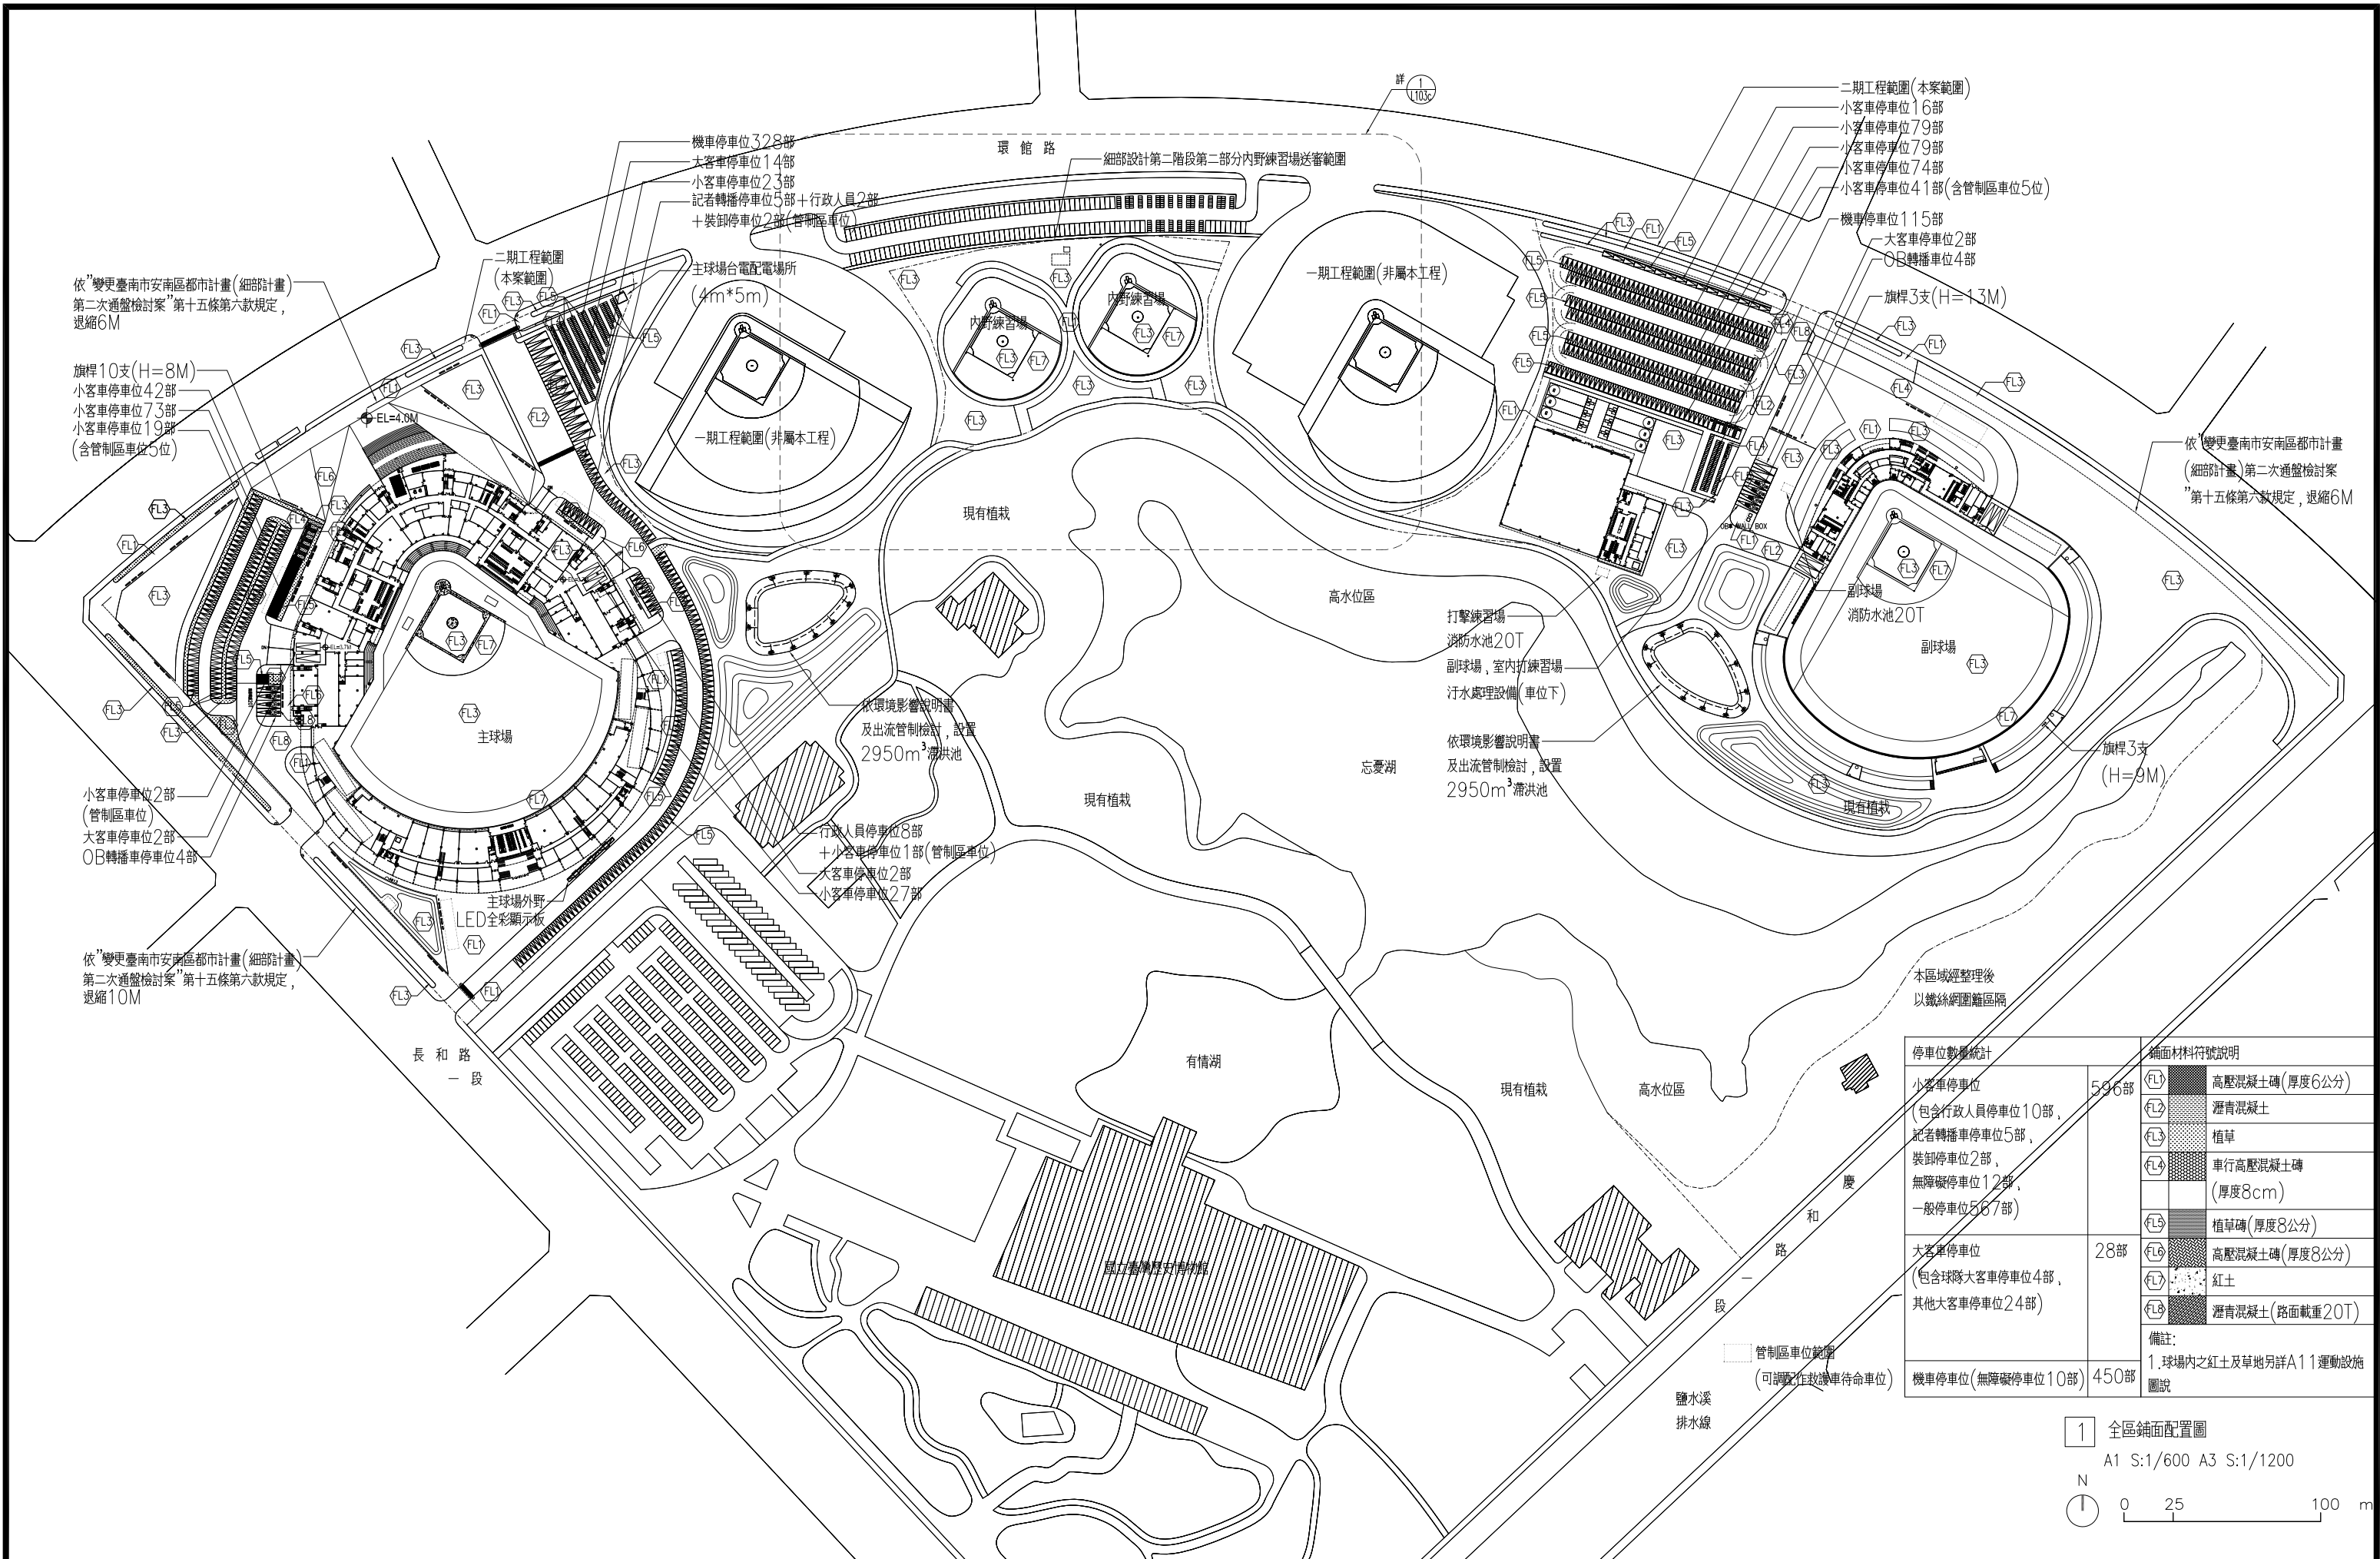 詳
1
L103c
二期工程範圍(本案範圍)
小客車停車位16部
小客車停車位79部
小客車停車位79部
小客車停車位74部
小客車停車位41部(含管制區車位5位)
機車停車位115部
大客車停車位2部
OB轉播車位4部
旗桿3支(H=13M)
機車停車位328部
大客車停車位14部
小客車停車位23部
記者轉播停車位5部+行政人員2部
+裝卸停車位2部(管制區車位)
環 館 路
細部設計第二階段第二部分內野練習場送審範圍
二期工程範圍
(本案範圍)
主球場台電配電場所
(4m*5m)
依"變更臺南市安南區都市計畫(細部計畫)
第二次通盤檢討案"第十五條第六款規定,
退縮6M
旗桿10支(H=8M)
小客車停車位42部
小客車停車位73部
小客車停車位19部
(含管制區車位5位)
EL=4.0M
內野練習場
內野練習場
一期工程範圍(非屬本工程)
一期工程範圍(非屬本工程)
依"變更臺南市安南區都市計畫
(細部計畫)第二次通盤檢討案
"第十五條第六款規定,退縮6M
現有植栽
高水位區
打擊練習場
消防水池20T
副球場,室內打練習場
汙水處理設備(車位下)
副球場
消防水池20T
副球場
主球場
依環境影響說明書
及出流管制檢討,設置
2950m³滯洪池
依環境影響說明書
及出流管制檢討,設置
2950m³滯洪池
忘憂湖
現有植栽
旗桿3支
(H=9M)
現有植栽
小客車停車位2部
(管制區車位)
大客車停車位2部
OB轉播車停車位4部
行政人員停車位8部
+小客車停車位1部(管制區車位)
大客車停車位2部
小客車停車位27部
主球場外野
LED全彩顯示板
依"變更臺南市安南區都市計畫(細部計畫)
第二次通盤檢討案"第十五條第六款規定,
退縮10M
長 和 路
一 段
本區域經整理後
以鐵絲網圍籬區隔
有情湖
現有植栽
高水位區
國立臺灣歷史博物館
慶
和
路
一
段
管制區車位範圍
(可調配作救護車待命車位)
鹽水溪
排水線
停車位數量統計
小客車停車位
(包含行政人員停車位10部、
記者轉播車停車位5部、
裝卸停車位2部、
無障礙停車位12部、
一般停車位567部)
596部
大客車停車位
(包含球隊大客車停車位4部、
其他大客車停車位24部)
28部
機車停車位(無障礙停車位10部)
450部
鋪面材料符號說明
FL1 高壓混凝土磚(厚度6公分)
FL2 瀝青混凝土
FL3 植草
FL4 車行高壓混凝土磚
(厚度8cm)
FL5 植草磚(厚度8公分)
FL6 高壓混凝土磚(厚度8公分)
FL7 紅土
FL8 瀝青混凝土(路面載重20T)
備註:
1.球場內之紅土及草地另詳A11運動設施
圖說
1 全區鋪面配置圖
A1 S:1/600 A3 S:1/1200
N
0 25 100 m